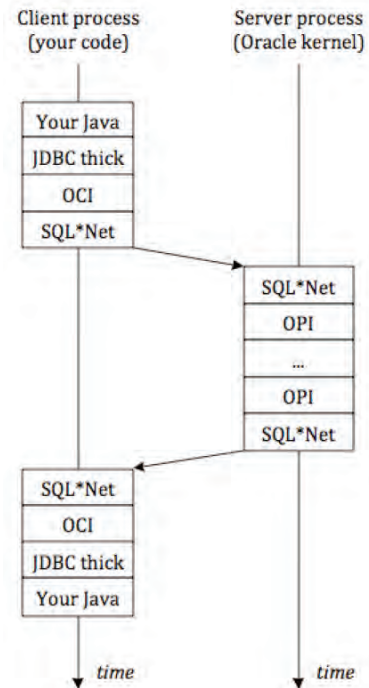 Client process
(your code)
Server process
(Oracle kernel)
Your Java
JDBC thick
OCI
SQL*Net
SQL*Net
OPI
...
OPI
SQL*Net
SQL*Net
OCI
JDBC thick
Your Java
time
time